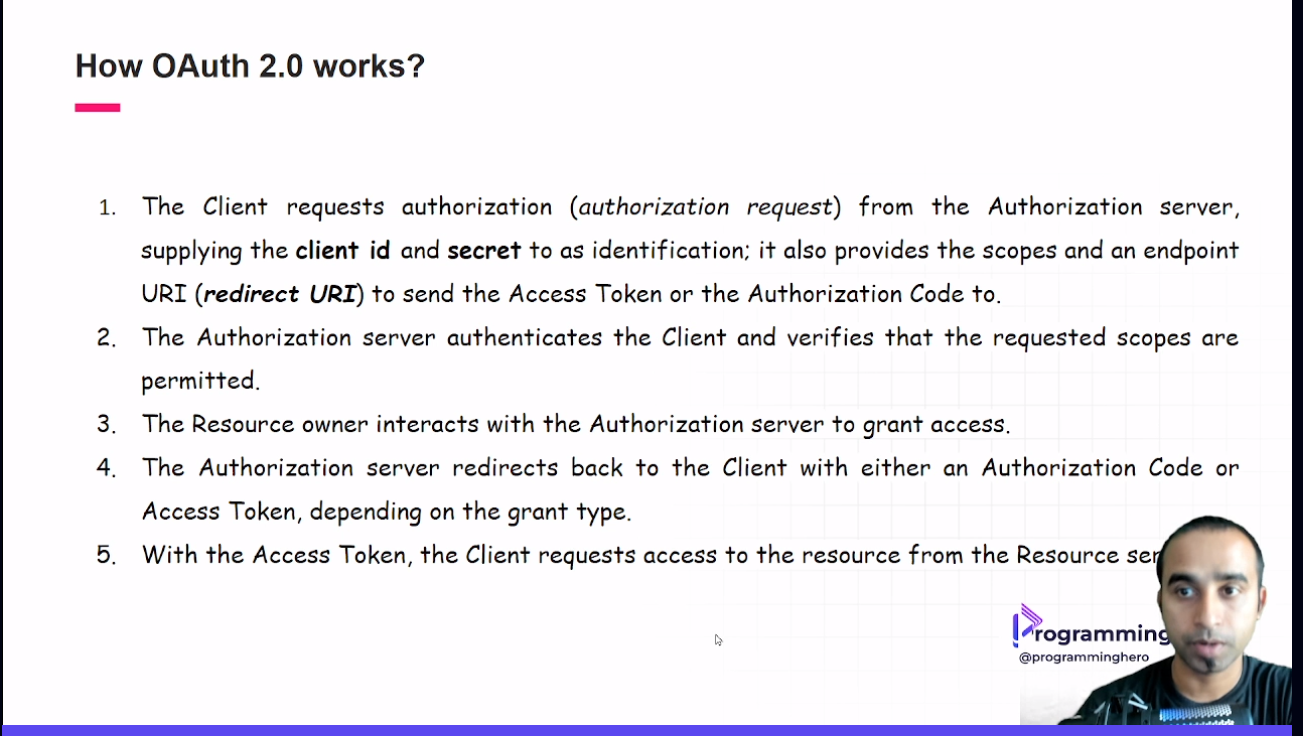 How OAuth 2.0 works?
1. The Client requests authorization (authorization request) from the Authorization server,
supplying the client id and secret to as identification; it also provides the scopes and an endpoint
URI (redirect URI) to send the Access Token or the Authorization Code to.
2. The Authorization server authenticates the Client and verifies that the requested scopes are
permitted.
3. The Resource owner interacts with the Authorization server to grant access.
4. The Authorization server redirects back to the Client with either an Authorization Code or
Access Token, depending on the grant type.
5. With the Access Token, the Client requests access to the resource from the Resource
Programming
@programminghero